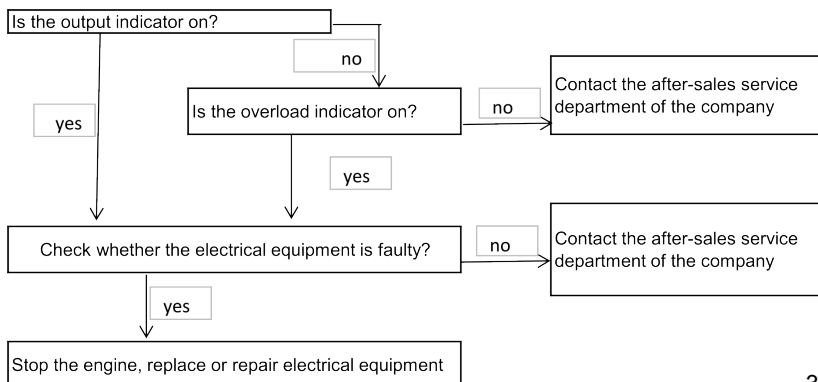 Is the output indicator on?
no
Contact the after-sales service
department of the company
Is the overload indicator on?
no
yes
yes
Check whether the electrical equipment is faulty?
no
Contact the after-sales service
department of the company
yes
Stop the engine, replace or repair electrical equipment